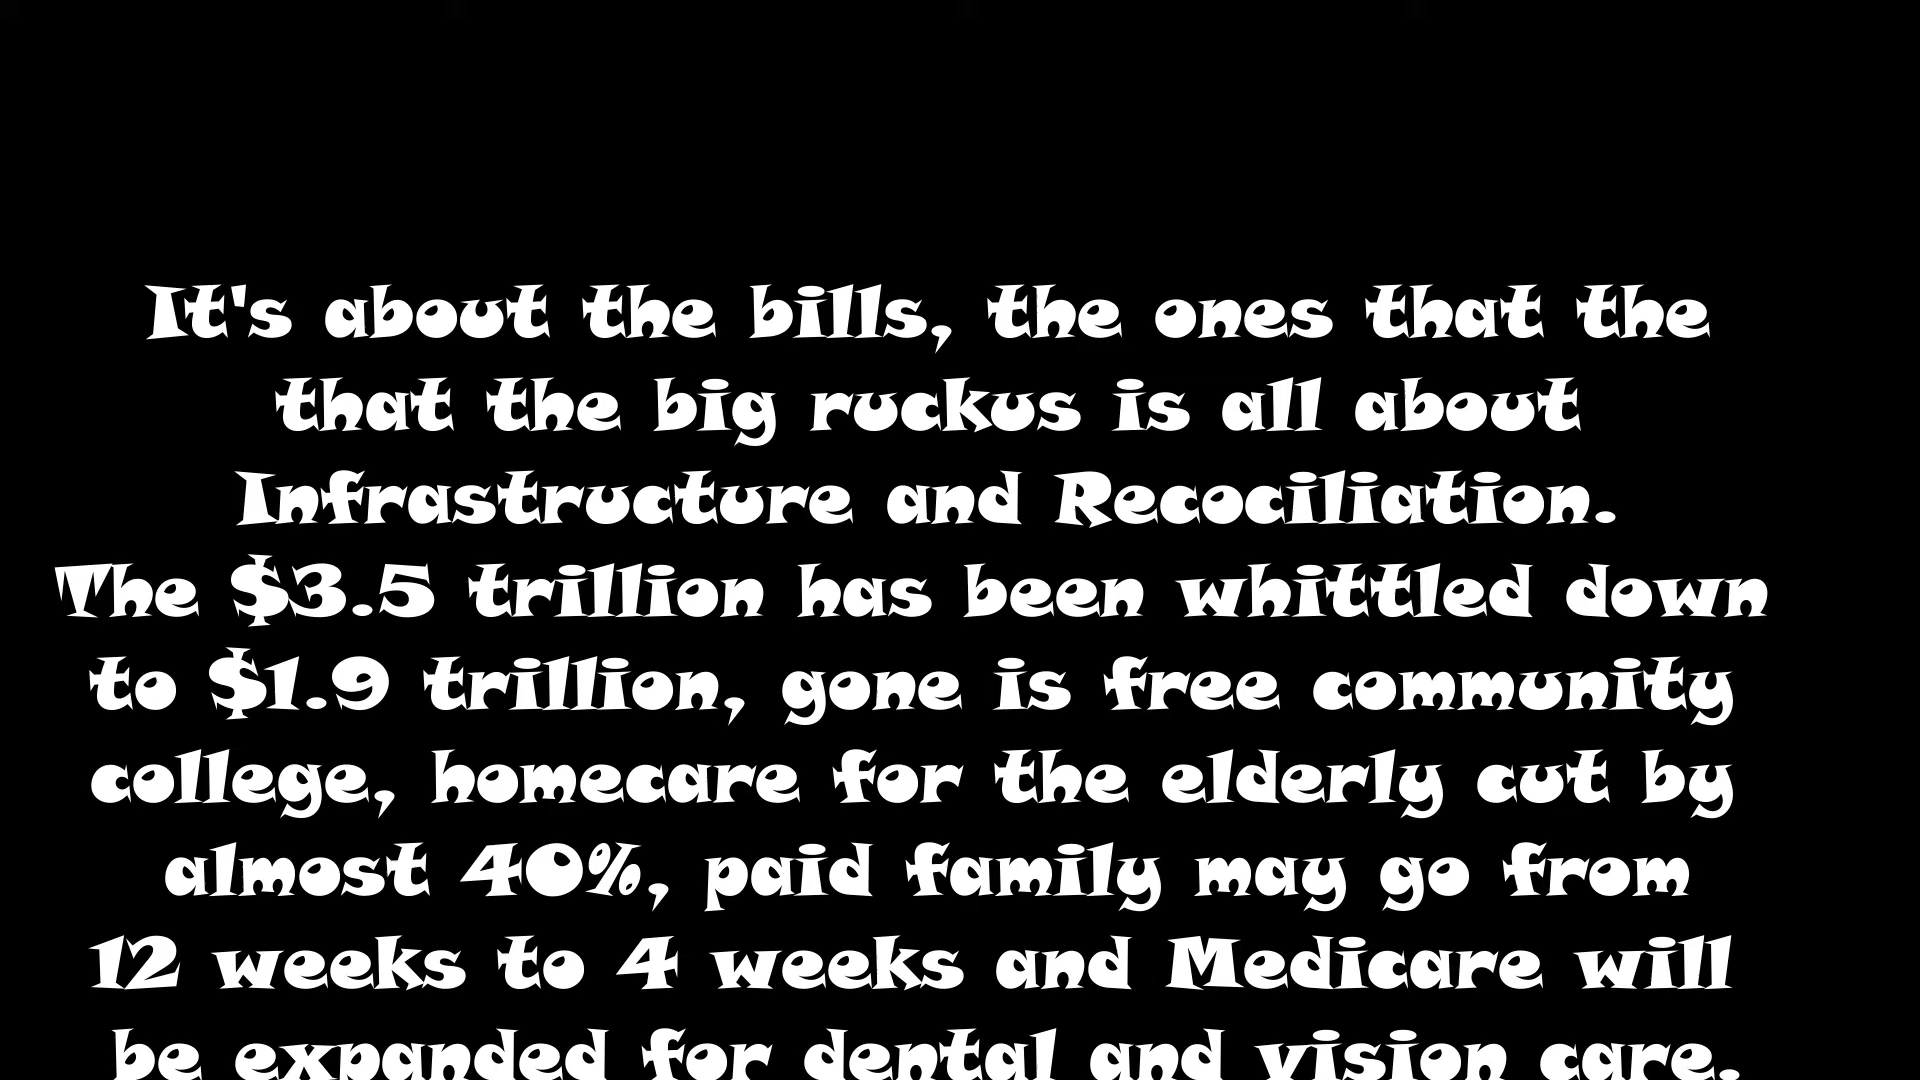 It's about the bills, the ones that the
that the big ruckus is all about
Infrastructure and Recociliation.
The $3.5 trillion has been whittled down
to $1.9 trillion, gone is free community
college, homecare for the elderly cut by
almost 40%, paid family may go from
12 weeks to 4 weeks and Medicare will
be expanded for dental and vision care.